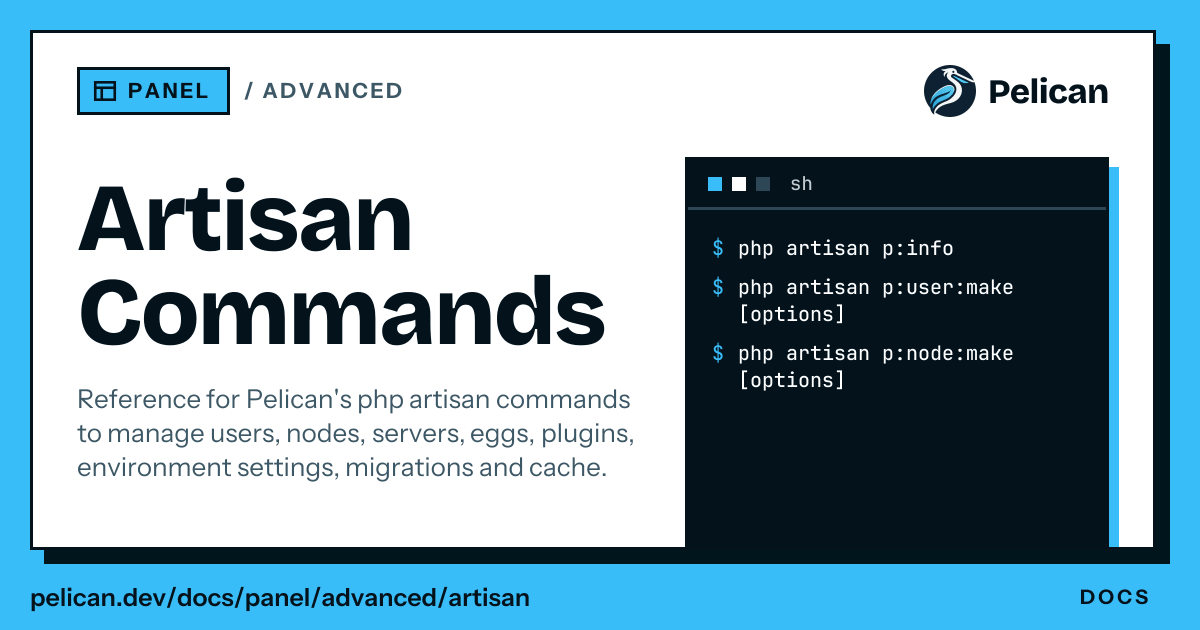 PANEL / ADVANCED
Pelican
Artisan
Commands
Reference for Pelican's php artisan commands
to manage users, nodes, servers, eggs, plugins,
environment settings, migrations and cache.
sh
$ php artisan p:info
$ php artisan p:user:make
[options]
$ php artisan p:node:make
[options]
pelican.dev/docs/panel/advanced/artisan
DOCS